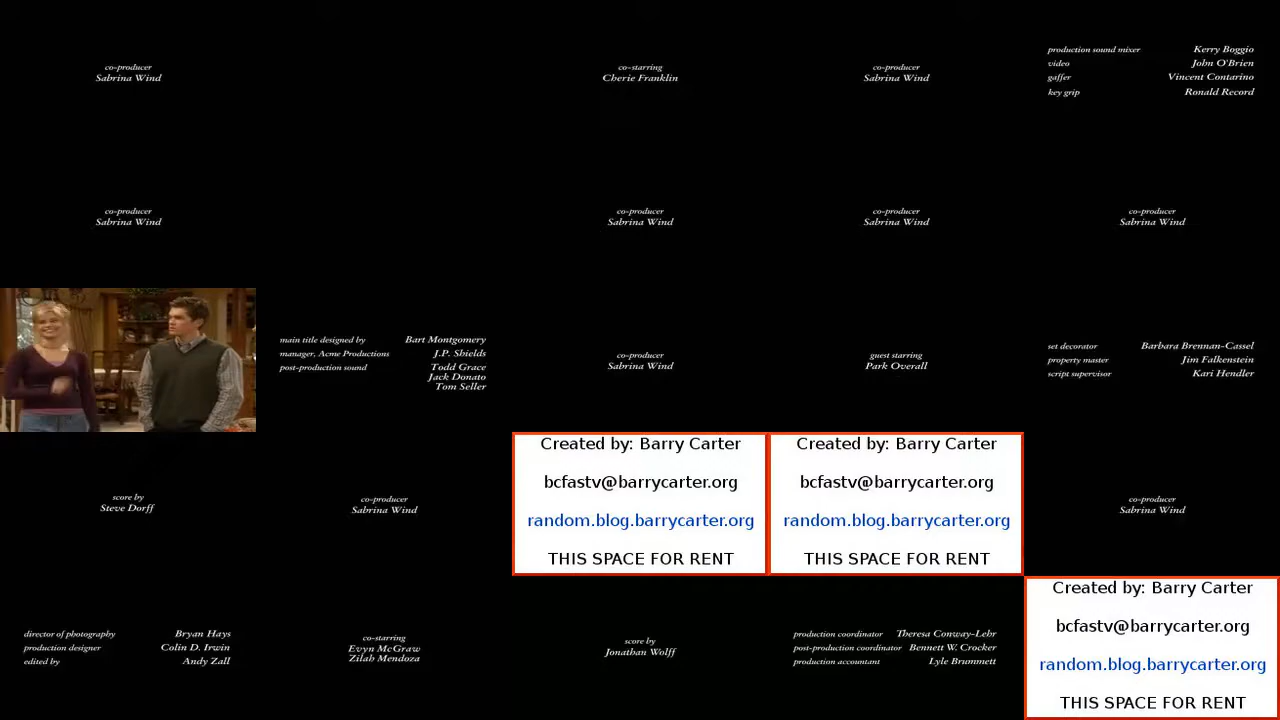 co-producer
Sabrina Wind
co-starring
Cherie Franklin
co-producer
Sabrina Wind
production sound mixer Kerry Boggio
video John O'Brien
gaffer Vincent Contarino
key grip Ronald Record
co-producer
Sabrina Wind
co-producer
Sabrina Wind
co-producer
Sabrina Wind
co-producer
Sabrina Wind
main title designed by Bart Montgomery
manager, Acme Productions J.P. Shields
post-production sound Todd Grace
Jack Donato
Tom Seller
co-producer
Sabrina Wind
guest starring
Park Overall
set decorator Barbara Brennan-Cassel
property master Jim Falkenstein
script supervisor Kari Hendler
score by
Steve Dorff
co-producer
Sabrina Wind
Created by: Barry Carter
bcfastv@barrycarter.org
random.blog.barrycarter.org
THIS SPACE FOR RENT
Created by: Barry Carter
bcfastv@barrycarter.org
random.blog.barrycarter.org
THIS SPACE FOR RENT
co-producer
Sabrina Wind
director of photography Bryan Hays
production designer Colin D. Irwin
edited by Andy Zall
co-starring
Evyn McGraw
Zilah Mendoza
score by
Jonathan Wolff
production coordinator Theresa Conway-Lehr
post-production coordinator Bennett W. Crocker
production accountant Lyle Brummett
Created by: Barry Carter
bcfastv@barrycarter.org
random.blog.barrycarter.org
THIS SPACE FOR RENT